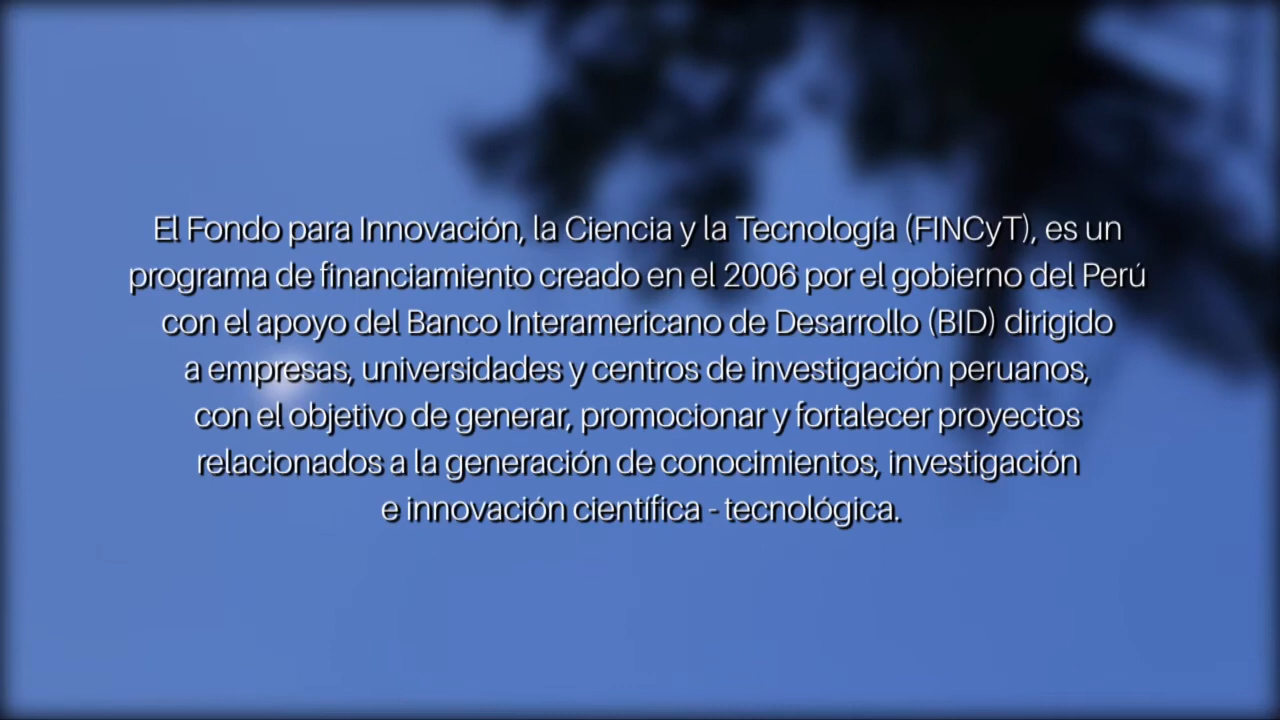 El Fondo para Innovación, la Ciencia y la Tecnología (FINCyT), es un
programa de financiamiento creado en el 2006 por el gobierno del Perú
con el apoyo del Banco Interamericano de Desarrollo (BID) dirigido
a empresas, universidades y centros de investigación peruanos,
con el objetivo de generar, promocionar y fortalecer proyectos
relacionados a la generación de conocimientos, investigación
e innovación científica - tecnológica.